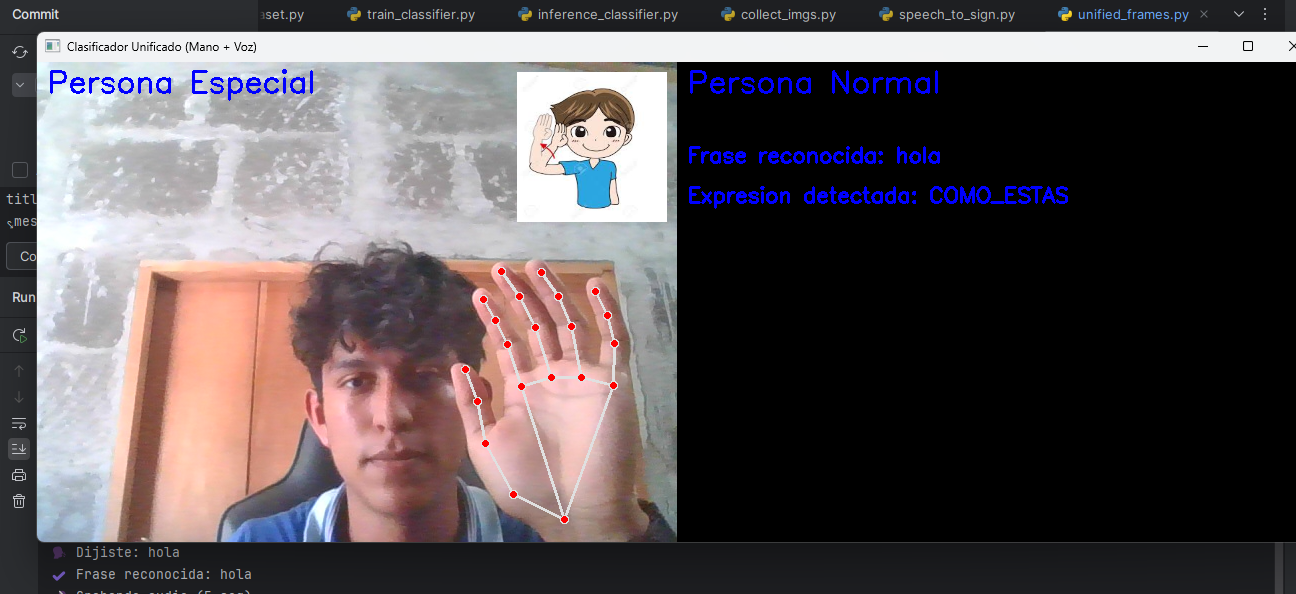 Commit
aset.py train_classifier.py inference_classifier.py collect_imgs.py speech_to_sign.py unified_frames.py
Clasificador Unificado (Mano + Voz)
Persona Especial
Persona Normal
Frase reconocida: hola
Expresion detectada: COMO_ESTAS
titl
mes
Co
Run
Dijiste: hola
Frase reconocida: hola